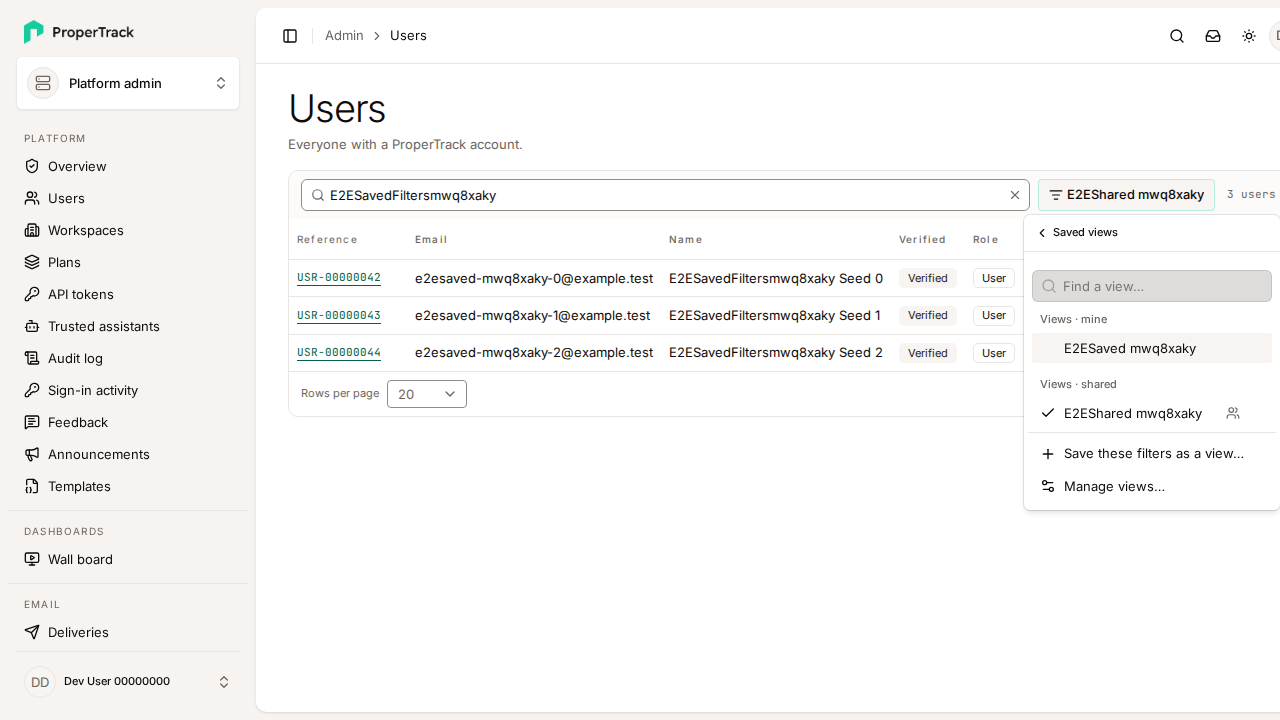 ProperTrack
Platform admin
PLATFORM
Overview
Users
Workspaces
Plans
API tokens
Trusted assistants
Audit log
Sign-in activity
Feedback
Announcements
Templates
DASHBOARDS
Wall board
EMAIL
Deliveries
DD
Dev User 00000000
Admin > Users
Users
Everyone with a ProperTrack account.
E2ESavedFiltersmwq8xaky
E2EShared mwq8xaky
3 users
Reference Email Name Verified Role
USR-00000042 e2esaved-mwq8xaky-0@example.test E2ESavedFiltersmwq8xaky Seed 0 Verified User
USR-00000043 e2esaved-mwq8xaky-1@example.test E2ESavedFiltersmwq8xaky Seed 1 Verified User
USR-00000044 e2esaved-mwq8xaky-2@example.test E2ESavedFiltersmwq8xaky Seed 2 Verified User
Rows per page 20
Saved views
Find a view...
Views · mine
E2ESaved mwq8xaky
Views · shared
E2EShared mwq8xaky
Save these filters as a view...
Manage views...